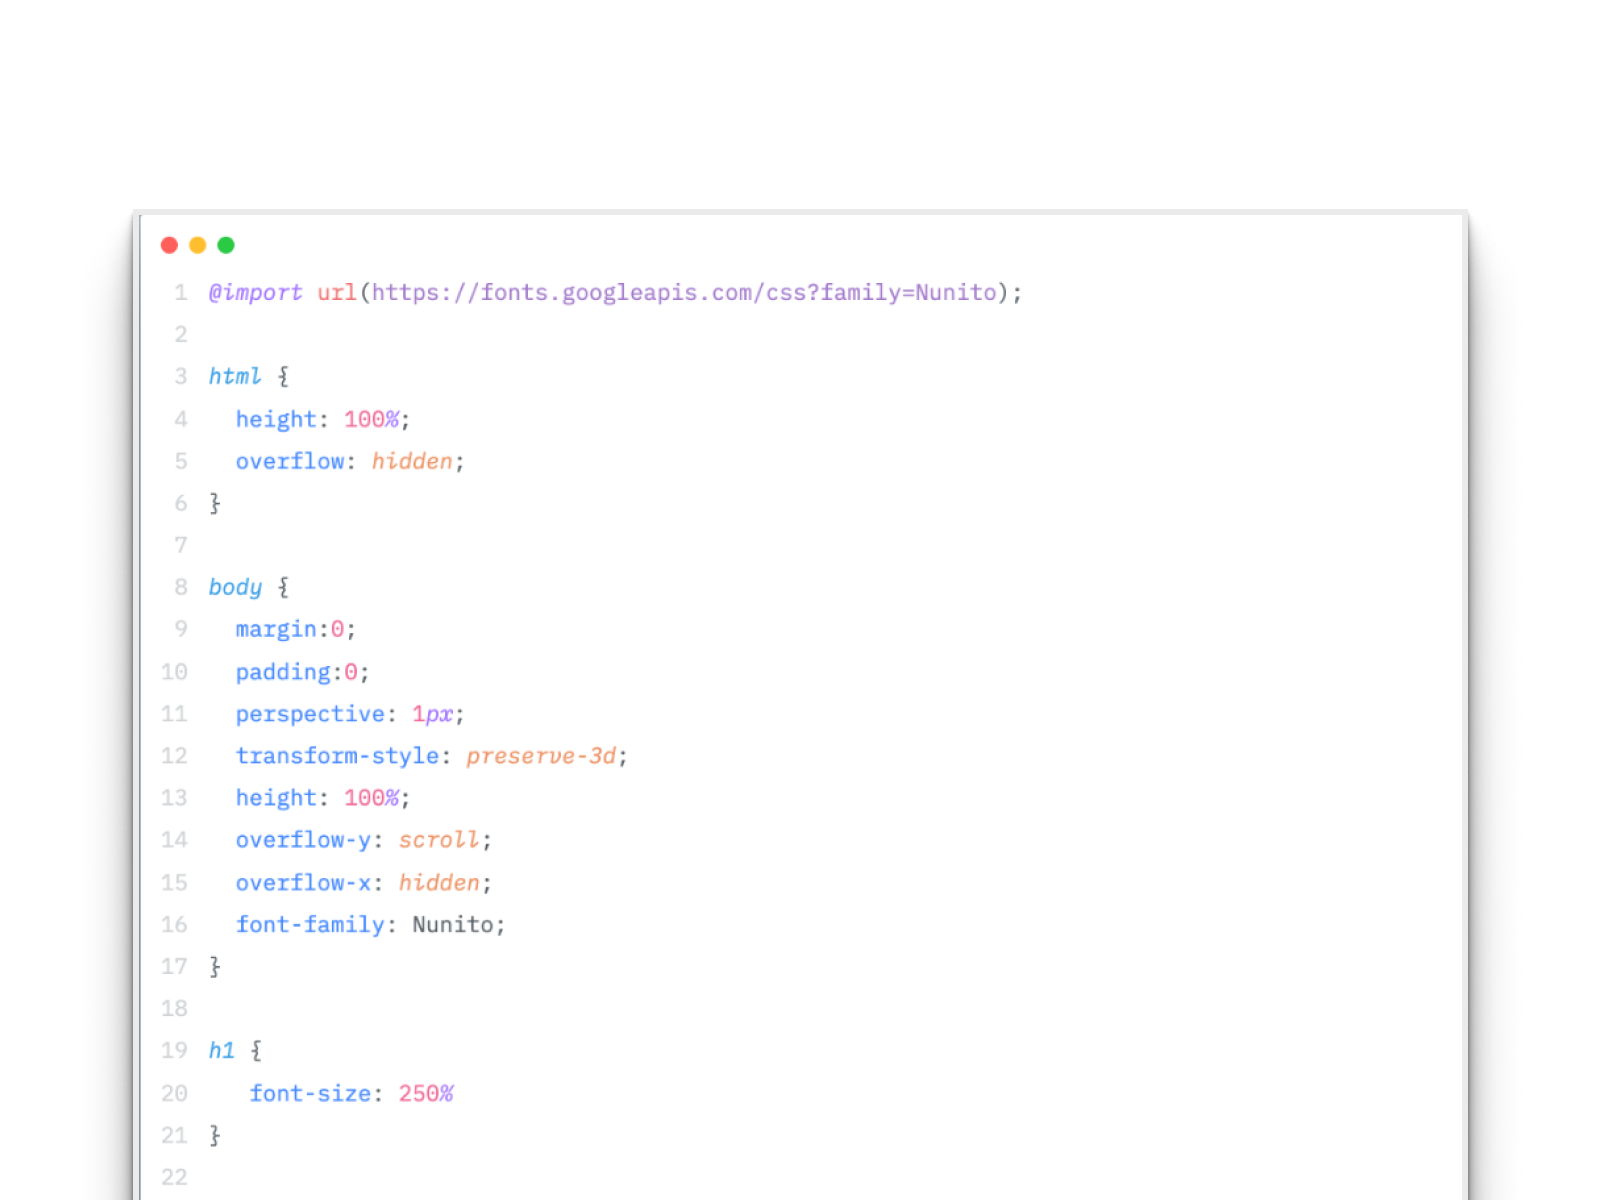 1 @import url(https://fonts.googleapis.com/css?family=Nunito);
2
3 html {
4   height: 100%;
5   overflow: hidden;
6 }
7
8 body {
9   margin:0;
10   padding:0;
11   perspective: 1px;
12   transform-style: preserve-3d;
13   height: 100%;
14   overflow-y: scroll;
15   overflow-x: hidden;
16   font-family: Nunito;
17 }
18
19 h1 {
20    font-size: 250%
21 }
22